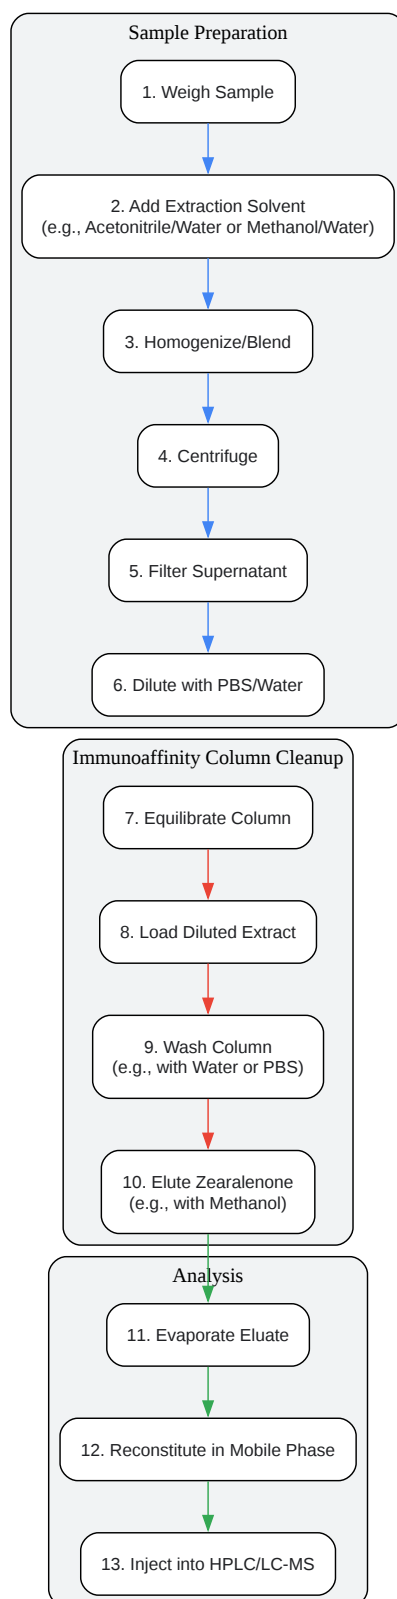 Sample Preparation
1. Weigh Sample
2. Add Extraction Solvent
(e.g., Acetonitrile/Water or Methanol/Water)
3. Homogenize/Blend
4. Centrifuge
5. Filter Supernatant
6. Dilute with PBS/Water
Immunoaffinity Column Cleanup
7. Equilibrate Column
8. Load Diluted Extract
9. Wash Column
(e.g., with Water or PBS)
10. Elute Zearalenone
(e.g., with Methanol)
Analysis
11. Evaporate Eluate
12. Reconstitute in Mobile Phase
13. Inject into HPLC/LC-MS